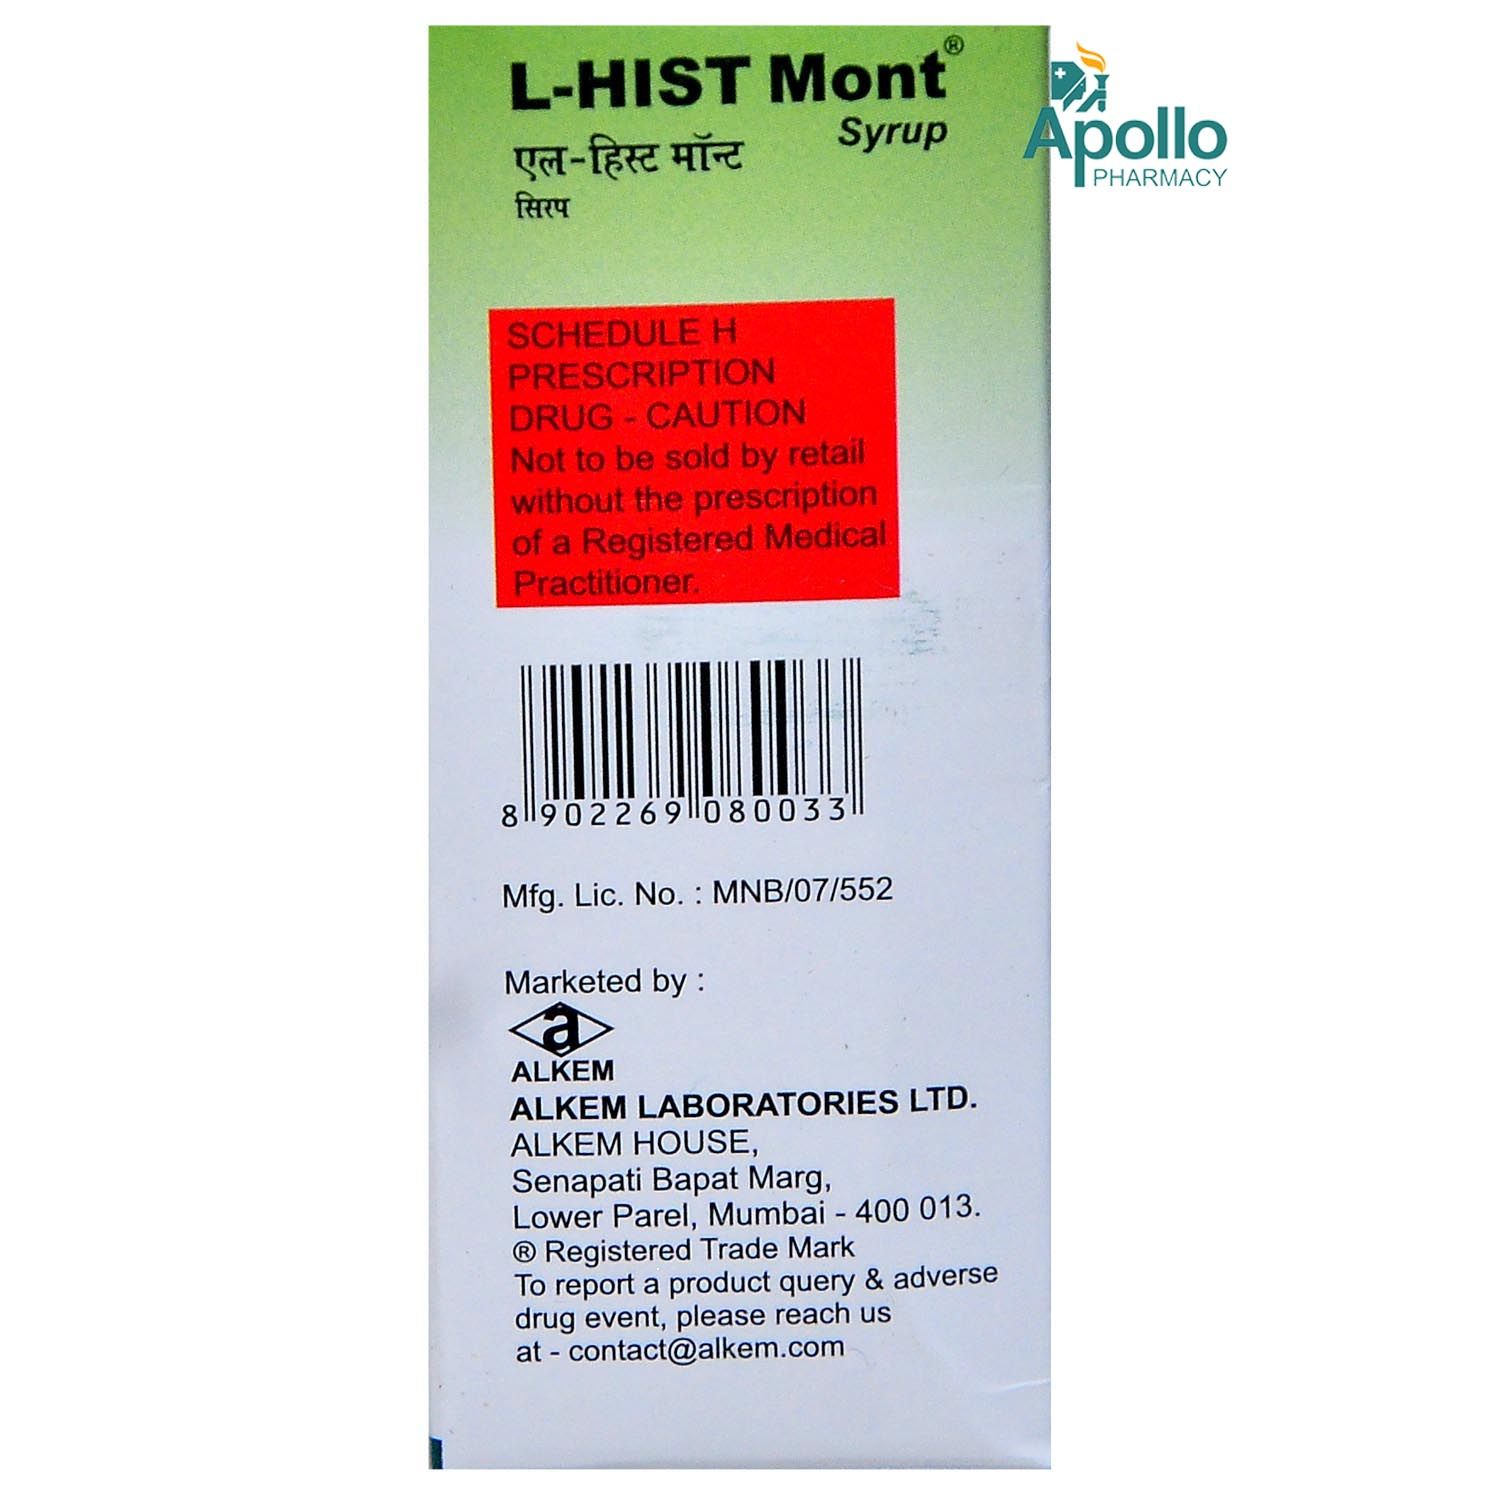 L-HIST Mont®
Syrup
एल-हिस्ट मॉन्ट
सिरप
Apollo
PHARMACY
SCHEDULE H
PRESCRIPTION
DRUG - CAUTION
Not to be sold by retail
without the prescription
of a Registered Medical
Practitioner.
8 902269 080033
Mfg. Lic. No. : MNB/07/552
Marketed by :
a
ALKEM
ALKEM LABORATORIES LTD.
ALKEM HOUSE,
Senapati Bapat Marg,
Lower Parel, Mumbai - 400 013.
® Registered Trade Mark
To report a product query & adverse
drug event, please reach us
at - contact@alkem.com